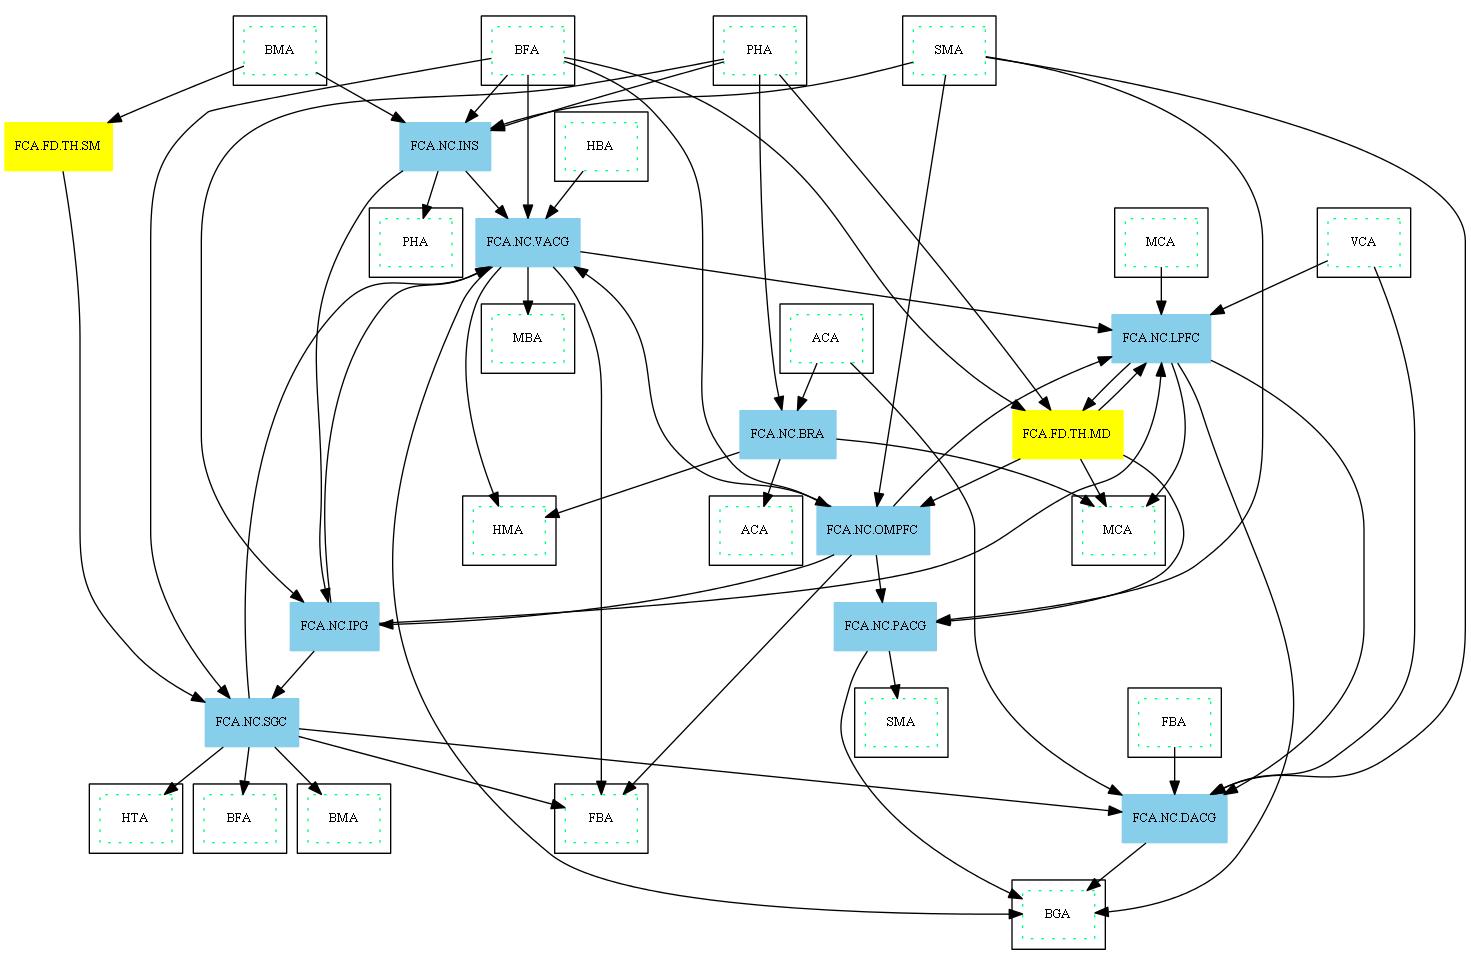 BMA
BFA
PHA
SMA
FCA.FD.TH.SM
FCA.NC.INS
HBA
PHA
FCA.NC.VACG
MCA
VCA
MBA
ACA
FCA.NC.LPFC
FCA.NC.BRA
FCA.FD.TH.MD
HMA
ACA
FCA.NC.OMPFC
MCA
FCA.NC.IPG
FCA.NC.PACG
FCA.NC.SGC
SMA
FBA
HTA
BFA
BMA
FBA
FCA.NC.DACG
BGA